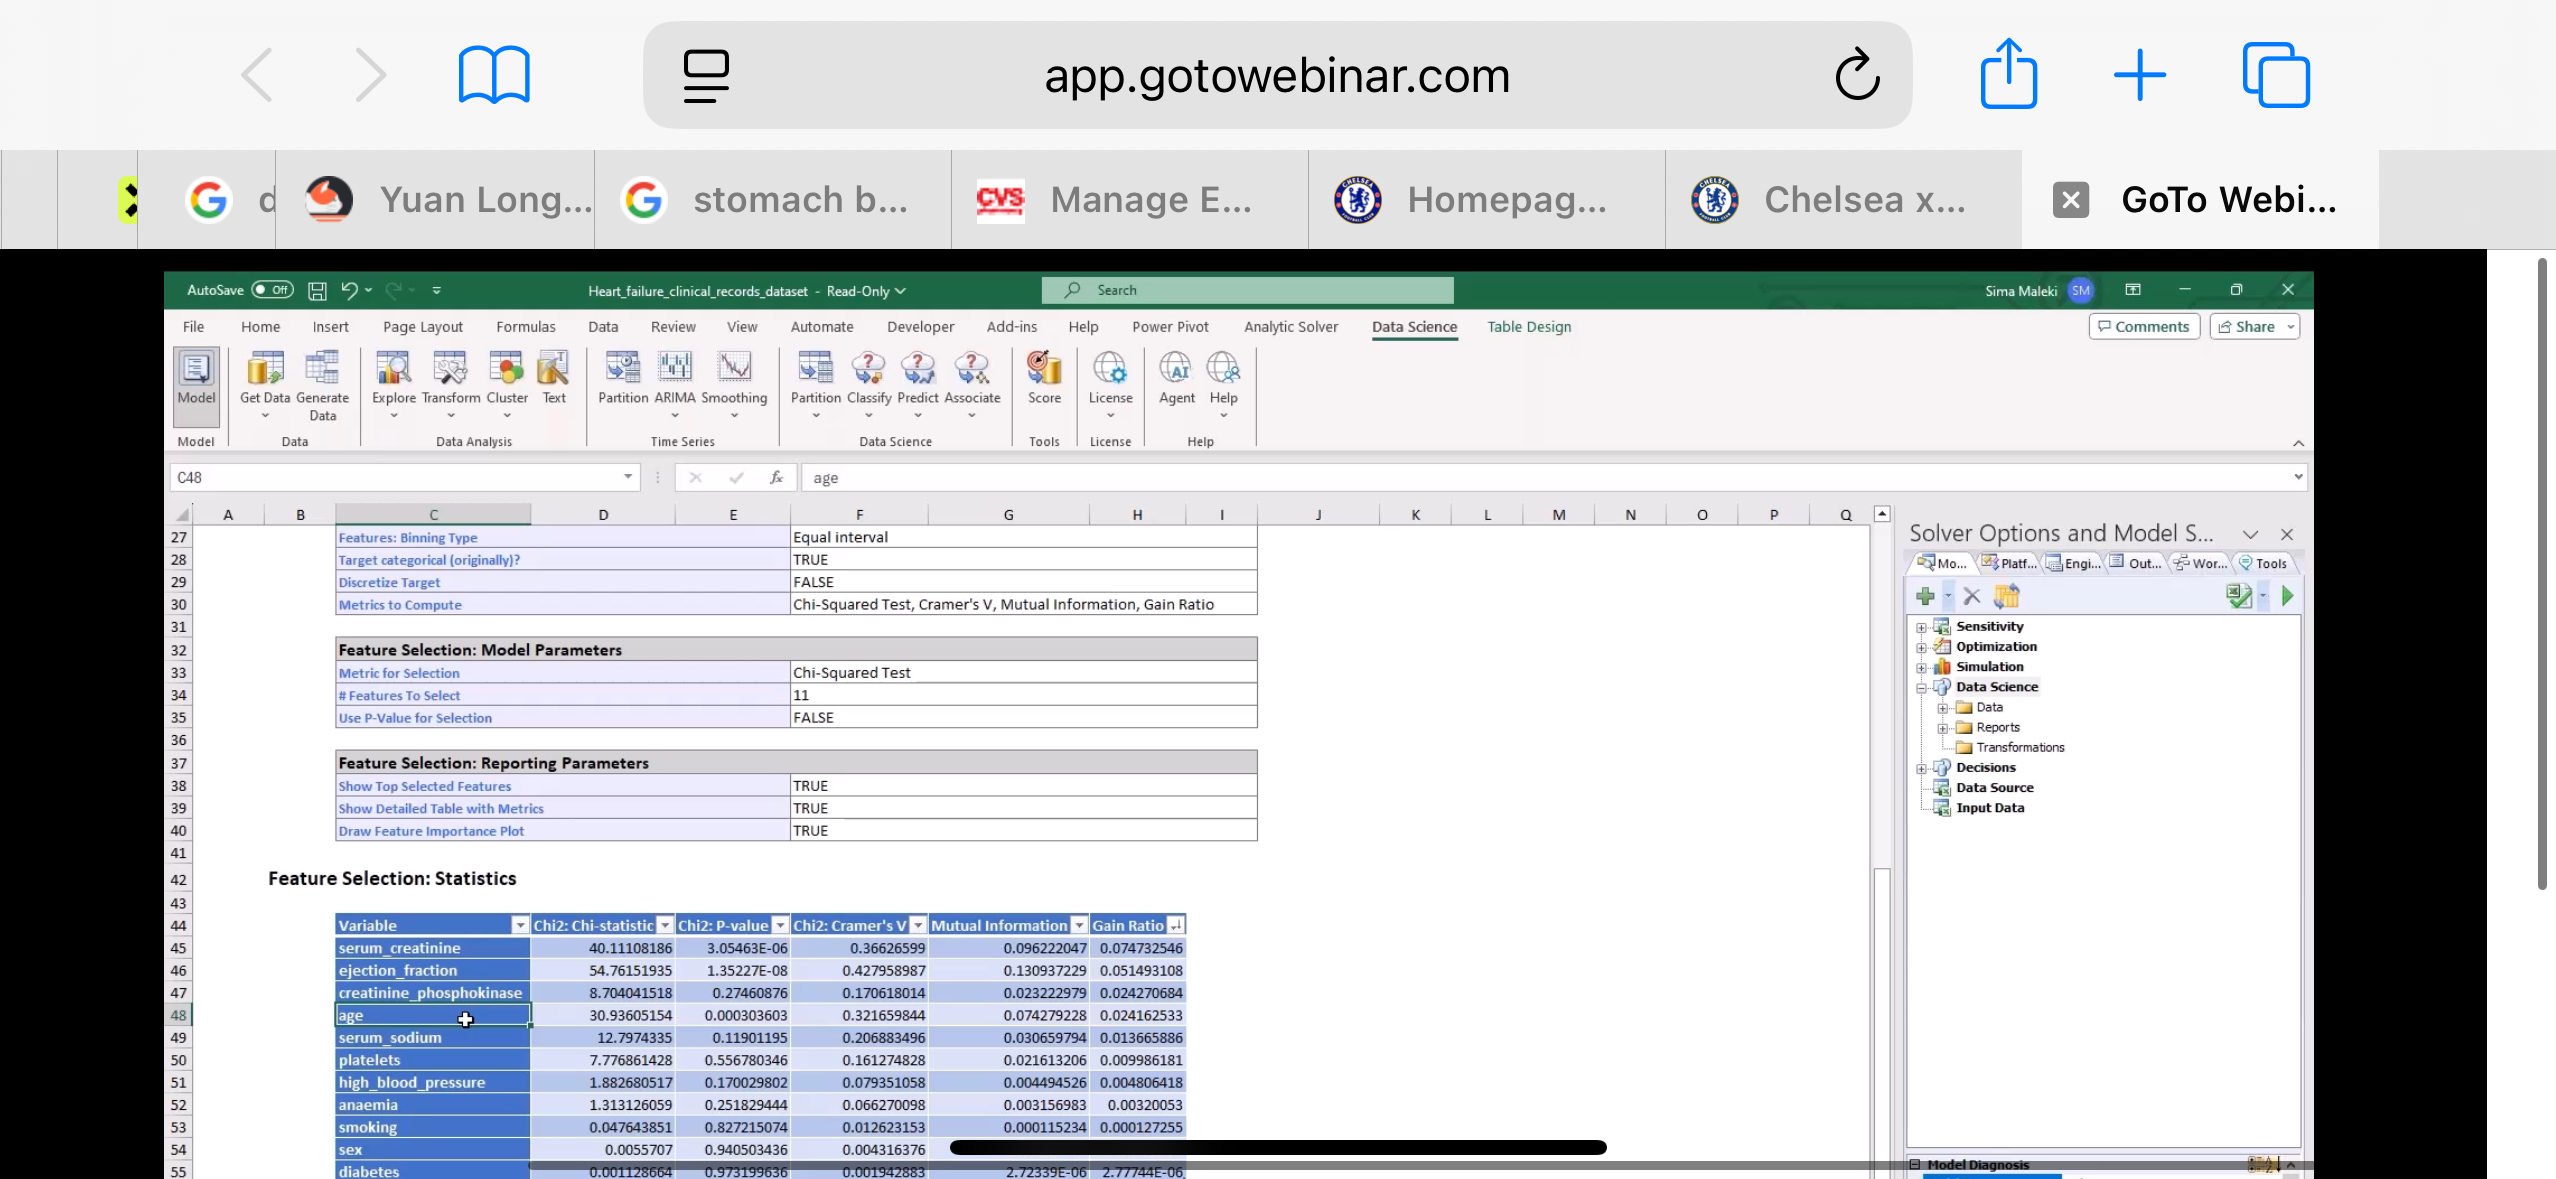 app.gotowebinar.com
d Yuan Long... stomach b... CVS Manage E... Homepag... Chelsea x... GoTo Webi...
AutoSave Off Heart_failure_clinical_records_dataset - Read-Only Search Sima Maleki SM
File Home Insert Page Layout Formulas Data Review View Automate Developer Add-ins Help Power Pivot Analytic Solver Data Science Table Design Comments Share
Model Get Data Generate Data Explore Transform Cluster Text Partition ARIMA Smoothing Partition Classify Predict Associate Score License Agent Help
Model Data Data Analysis Time Series Data Science Tools License Help
C48 fx age
A B C D E F G H I J K L M N O P Q
27 Features: Binning Type Equal interval
28 Target categorical (originally)? TRUE
29 Discretize Target FALSE
30 Metrics to Compute Chi-Squared Test, Cramer's V, Mutual Information, Gain Ratio
31
32 Feature Selection: Model Parameters
33 Metric for Selection Chi-Squared Test
34 # Features To Select 11
35 Use P-Value for Selection FALSE
36
37 Feature Selection: Reporting Parameters
38 Show Top Selected Features TRUE
39 Show Detailed Table with Metrics TRUE
40 Draw Feature Importance Plot TRUE
41
42 Feature Selection: Statistics
43
44 Variable Chi2: Chi-statistic Chi2: P-value Chi2: Cramer's V Mutual Information Gain Ratio
45 serum_creatinine 40.11108186 3.05463E-06 0.36626599 0.096222047 0.074732546
46 ejection_fraction 54.76151935 1.35227E-08 0.427958987 0.130937229 0.051493108
47 creatinine_phosphokinase 8.704041518 0.27460876 0.170618014 0.023222979 0.024270684
48 age 30.93605154 0.000303603 0.321659844 0.074279228 0.024162533
49 serum_sodium 12.7974335 0.11901195 0.206883496 0.030659794 0.013665886
50 platelets 7.776861428 0.556780346 0.161274828 0.021613206 0.009986181
51 high_blood_pressure 1.882680517 0.170029802 0.079351058 0.004494526 0.004806418
52 anaemia 1.313126059 0.251829444 0.066270098 0.003156983 0.00320053
53 smoking 0.047643851 0.827215074 0.012623153 0.000115234 0.000127255
54 sex 0.0055707 0.940503436 0.004316376
55 diabetes 0.001128664 0.973199636 0.001942883 2.72339E-06 2.77744E-06
Solver Options and Model S...
Mo... Platf... Engi... Out... Wor... Tools
Sensitivity
Optimization
Simulation
Data Science
Data
Reports
Transformations
Decisions
Data Source
Input Data
Model Diagnosis